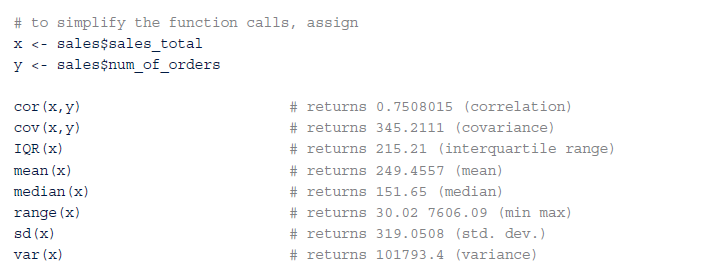 # to simplify the function calls, assign
x <- sales$sales_total
y <- sales$num_of_orders
cor(x,y) # returns 0.7508015 (correlation)
cov(x,y) # returns 345.2111 (covariance)
IQR(x) # returns 215.21 (interquartile range)
mean(x) # returns 249.4557 (mean)
median(x) # returns 151.65 (median)
range(x) # returns 30.02 7606.09 (min max)
sd(x) # returns 319.0508 (std. dev.)
var(x) # returns 101793.4 (variance)